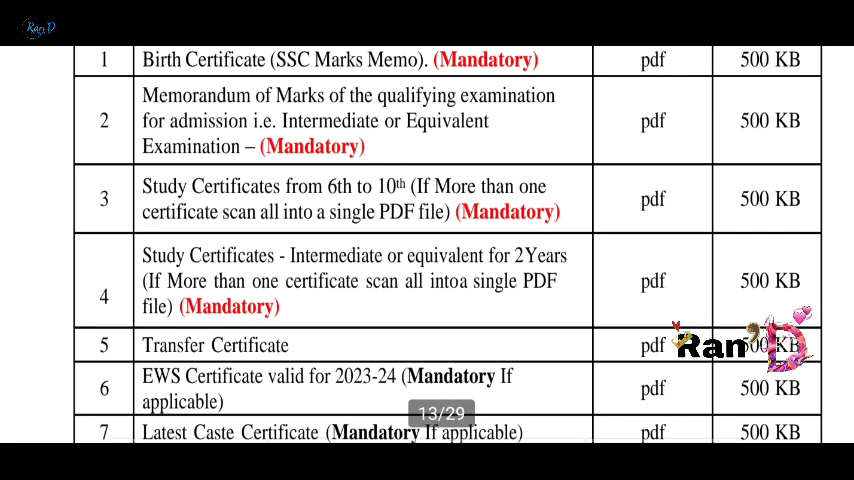 Ran'D
1 Birth Certificate (SSC Marks Memo). (Mandatory) pdf 500 KB
Memorandum of Marks of the qualifying examination
2 for admission i.e. Intermediate or Equivalent pdf 500 KB
Examination – (Mandatory)
Study Certificates from 6th to 10th (If More than one
3 certificate scan all into a single PDF file) (Mandatory) pdf 500 KB
Study Certificates - Intermediate or equivalent for 2Years
(If More than one certificate scan all intoa single PDF pdf 500 KB
4 file) (Mandatory)
5 Transfer Certificate pdf 500 KB
Ran'D
EWS Certificate valid for 2023-24 (Mandatory If
6 applicable) pdf 500 KB
13/29
7 Latest Caste Certificate (Mandatory If applicable) pdf 500 KB